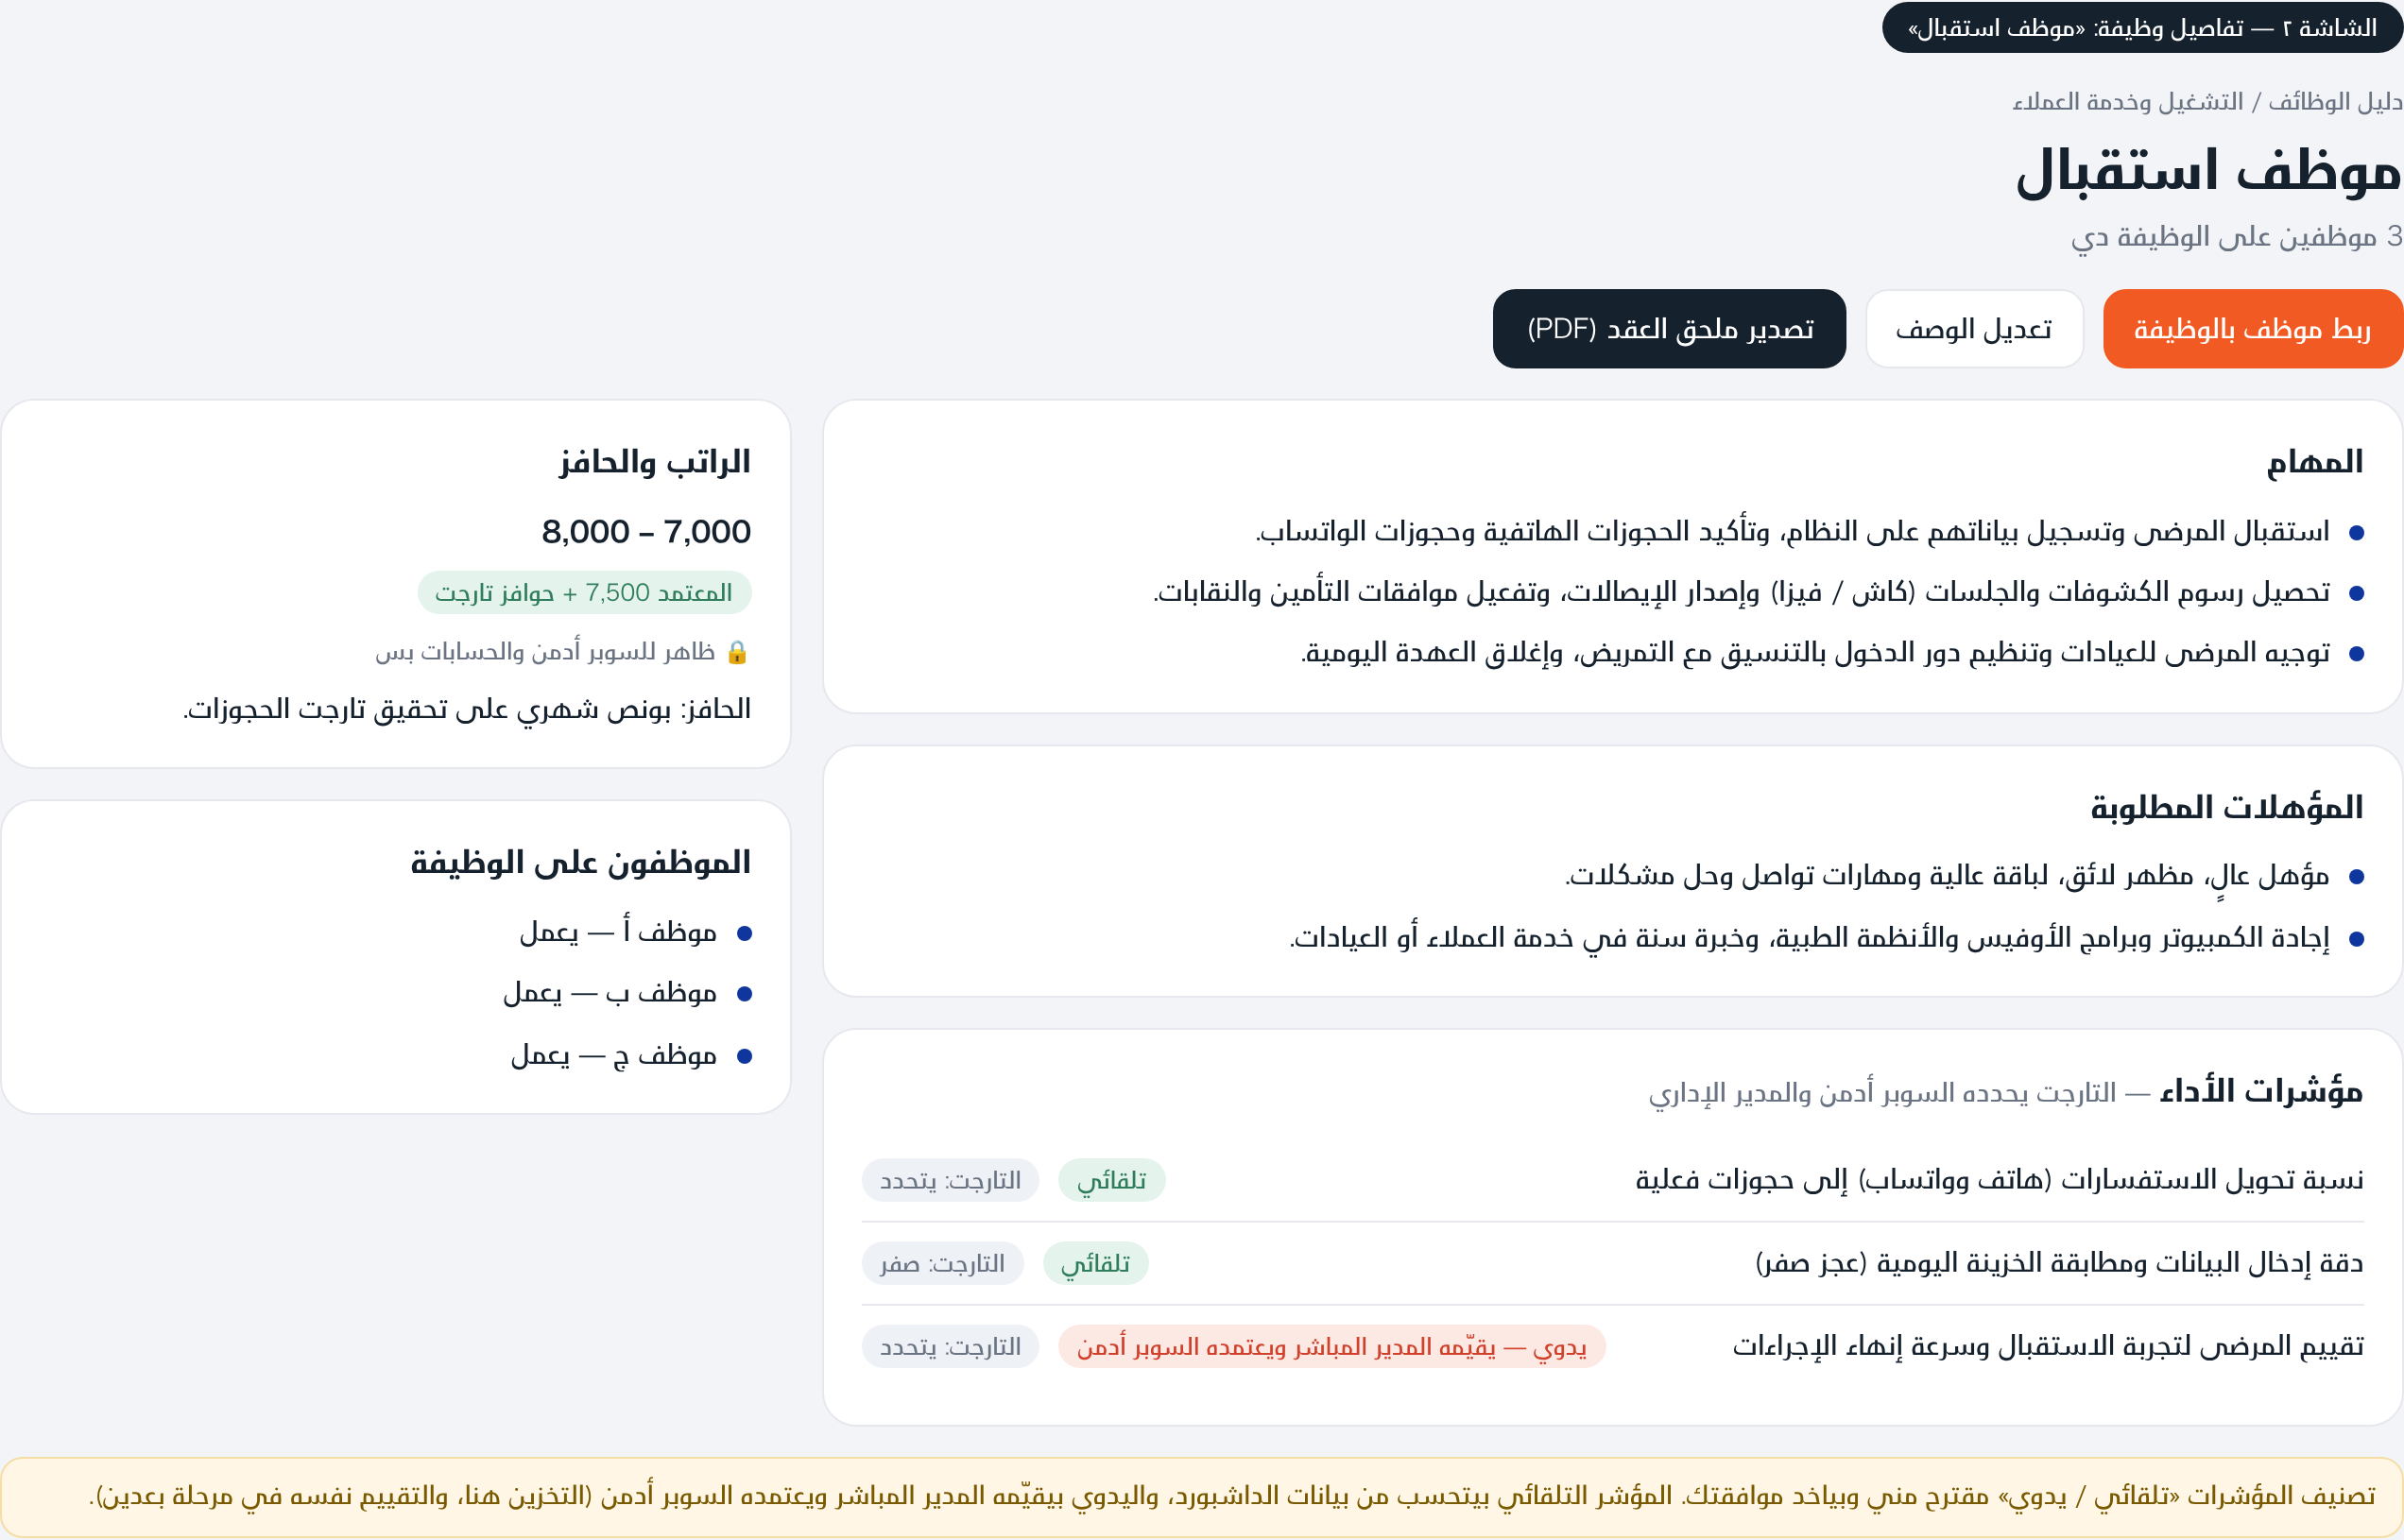 الشاشة ٢ — تفاصيل وظيفة: «موظف استقبال»
دليل الوظائف / التشغيل وخدمة العملاء
موظف استقبال
3 موظفين على الوظيفة دي
ربط موظف بالوظيفة
تعديل الوصف
تصدير ملحق العقد (PDF)
المهام
استقبال المرضى وتسجيل بياناتهم على النظام، وتأكيد الحجوزات الهاتفية وحجوزات الواتساب.
تحصيل رسوم الكشوفات والجلسات (كاش / فيزا) وإصدار الإيصالات، وتفعيل موافقات التأمين والنقابات.
توجيه المرضى للعيادات وتنظيم دور الدخول بالتنسيق مع التمريض، وإغلاق العهدة اليومية.
المؤهلات المطلوبة
مؤهل عالٍ، مظهر لائق، لباقة عالية ومهارات تواصل وحل مشكلات.
إجادة الكمبيوتر وبرامج الأوفيس والأنظمة الطبية، وخبرة سنة في خدمة العملاء أو العيادات.
مؤشرات الأداء — التارجت يحدده السوبر أدمن والمدير الإداري
نسبة تحويل الاستفسارات (هاتف وواتساب) إلى حجوزات فعلية تلقائي التارجت: يتحدد
دقة إدخال البيانات ومطابقة الخزينة اليومية (عجز صفر) تلقائي التارجت: صفر
تقييم المرضى لتجربة الاستقبال وسرعة إنهاء الإجراءات يدوي — يقيّمه المدير المباشر ويعتمده السوبر أدمن التارجت: يتحدد
الراتب والحافز
7,000 – 8,000
المعتمد 7,500 + حوافز تارجت
🔒 ظاهر للسوبر أدمن والحسابات بس
الحافز: بونص شهري على تحقيق تارجت الحجوزات.
الموظفون على الوظيفة
موظف أ — يعمل
موظف ب — يعمل
موظف ج — يعمل
تصنيف المؤشرات «تلقائي / يدوي» مقترح مني وبياخد موافقتك. المؤشر التلقائي بيتحسب من بيانات الداشبورد، واليدوي بيقيّمه المدير المباشر ويعتمده السوبر أدمن (التخزين هنا، والتقييم نفسه في مرحلة بعدين).